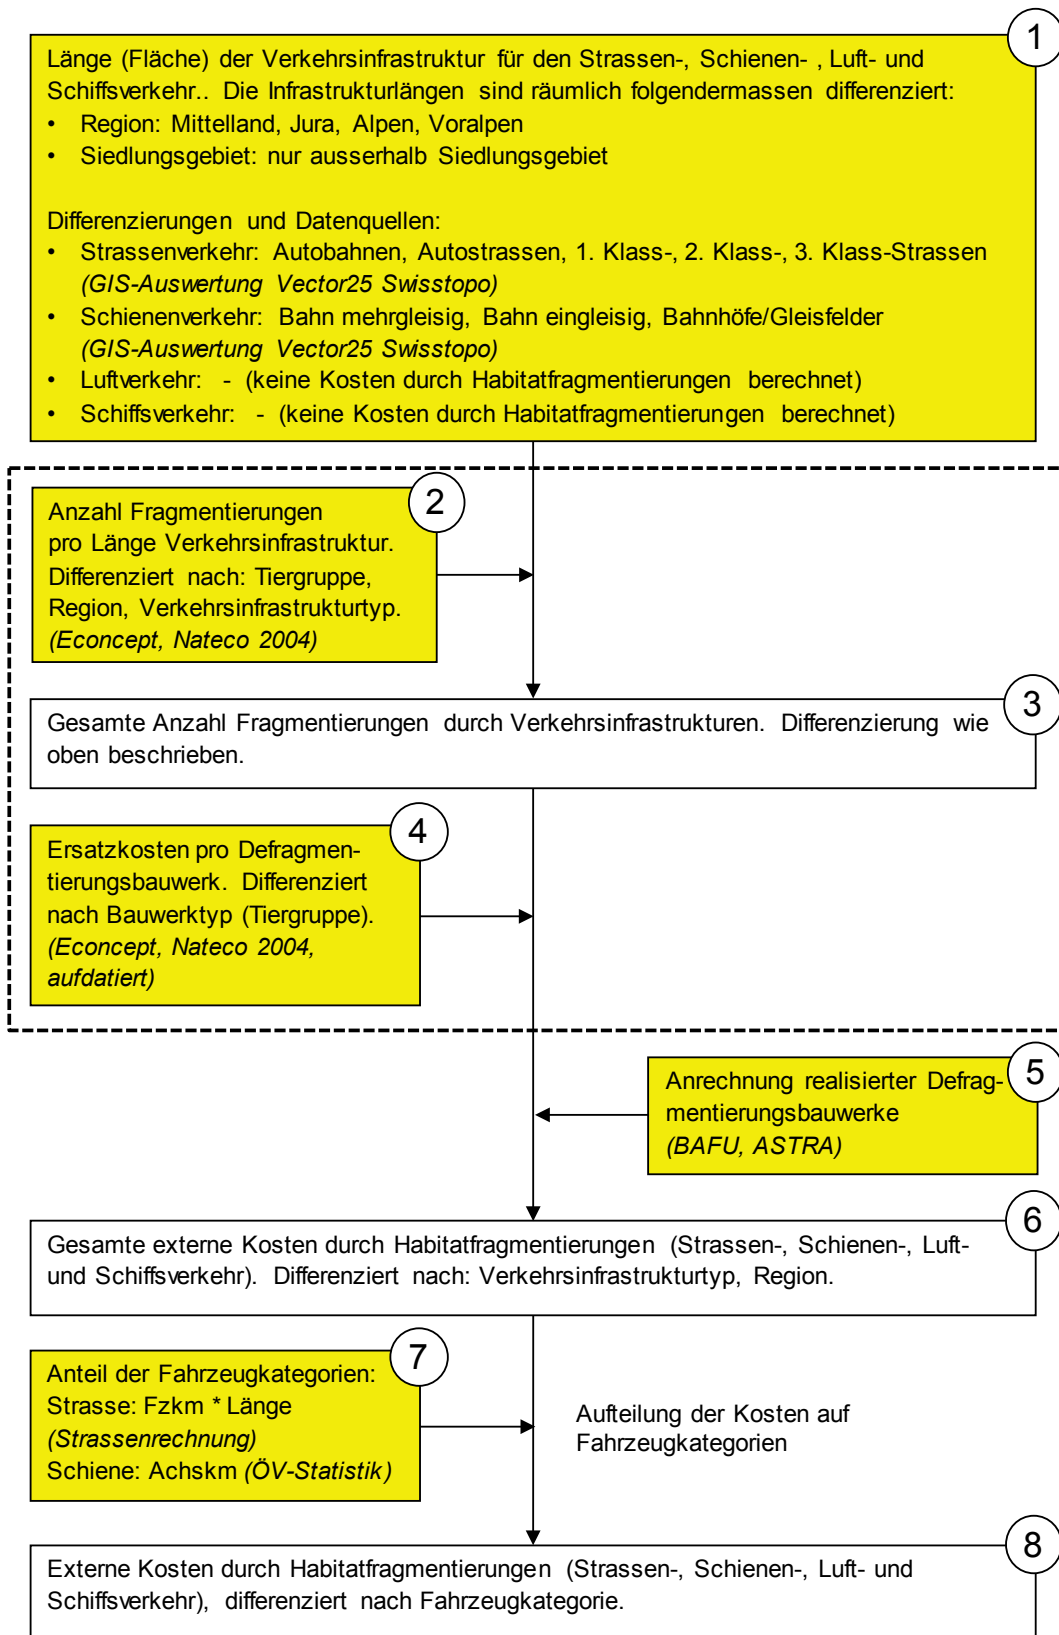 1
Länge (Fläche) der Verkehrsinfrastruktur für den Strassen-, Schienen- , Luft- und
Schiffsverkehr.. Die Infrastrukturlängen sind räumlich folgendermassen differenziert:
• Region: Mittelland, Jura, Alpen, Voralpen
• Siedlungsgebiet: nur ausserhalb Siedlungsgebiet
Differenzierungen und Datenquellen:
• Strassenverkehr: Autobahnen, Autostrassen, 1. Klass-, 2. Klass-, 3. Klass-Strassen
(GIS-Auswertung Vector25 Swisstopo)
• Schienenverkehr: Bahn mehrgleisig, Bahn eingleisig, Bahnhöfe/Gleisfelder
(GIS-Auswertung Vector25 Swisstopo)
• Luftverkehr: - (keine Kosten durch Habitatfragmentierungen berechnet)
• Schiffsverkehr: - (keine Kosten durch Habitatfragmentierungen berechnet)
2
Anzahl Fragmentierungen
pro Länge Verkehrsinfrastruktur.
Differenziert nach: Tiergruppe,
Region, Verkehrsinfrastrukturtyp.
(Econcept, Nateco 2004)
3
Gesamte Anzahl Fragmentierungen durch Verkehrsinfrastrukturen. Differenzierung wie
oben beschrieben.
4
Ersatzkosten pro Defragmen-
tierungsbauwerk. Differenziert
nach Bauwerktyp (Tiergruppe).
(Econcept, Nateco 2004,
aufdatiert)
5
Anrechnung realisierter Defrag-
mentierungsbauwerke
(BAFU, ASTRA)
6
Gesamte externe Kosten durch Habitatfragmentierungen (Strassen-, Schienen-, Luft-
und Schiffsverkehr). Differenziert nach: Verkehrsinfrastrukturtyp, Region.
7
Anteil der Fahrzeugkategorien:
Strasse: Fzkm * Länge
(Strassenrechnung)
Schiene: Achskm (ÖV-Statistik)
Aufteilung der Kosten auf
Fahrzeugkategorien
8
Externe Kosten durch Habitatfragmentierungen (Strassen-, Schienen-, Luft- und
Schiffsverkehr), differenziert nach Fahrzeugkategorie.